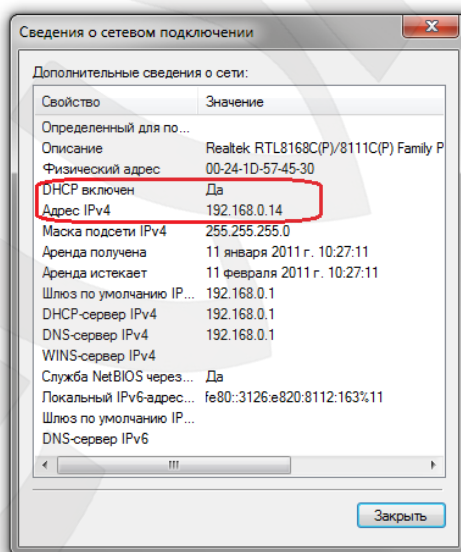 Сведения о сетевом подключении
Дополнительные сведения о сети:
Свойство Значение
Определенный для по...
Описание Realtek RTL8168C(P)/8111C(P) Family P
Физический адрес 00-24-1D-57-45-30
DHCP включен Да
Адрес IPv4 192.168.0.14
Маска подсети IPv4 255.255.255.0
Аренда получена 11 января 2011 г. 10:27:11
Аренда истекает 11 февраля 2011 г. 10:27:11
Шлюз по умолчанию IP... 192.168.0.1
DHCP-сервер IPv4 192.168.0.1
DNS-сервер IPv4 192.168.0.1
WINS-сервер IPv4
Служба NetBIOS через... Да
Локальный IPv6-адрес... fe80::3126:e820:8112:163%11
Шлюз по умолчанию IP...
DNS-сервер IPv6
Закрыть